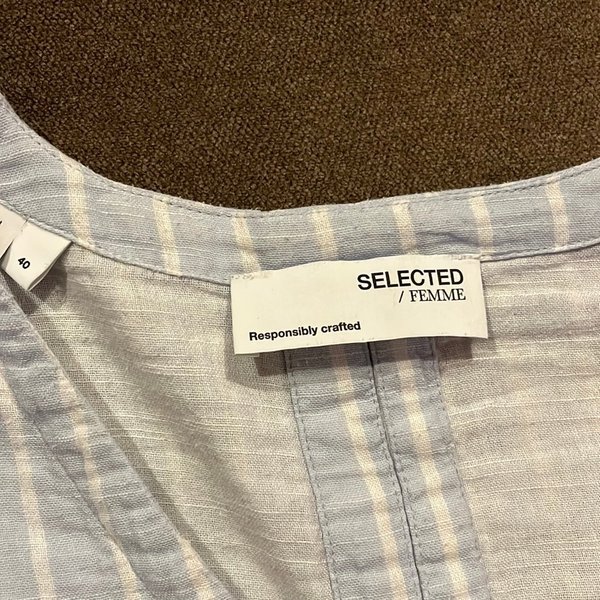 SELECTED
/ FEMME
Responsibly crafted
40